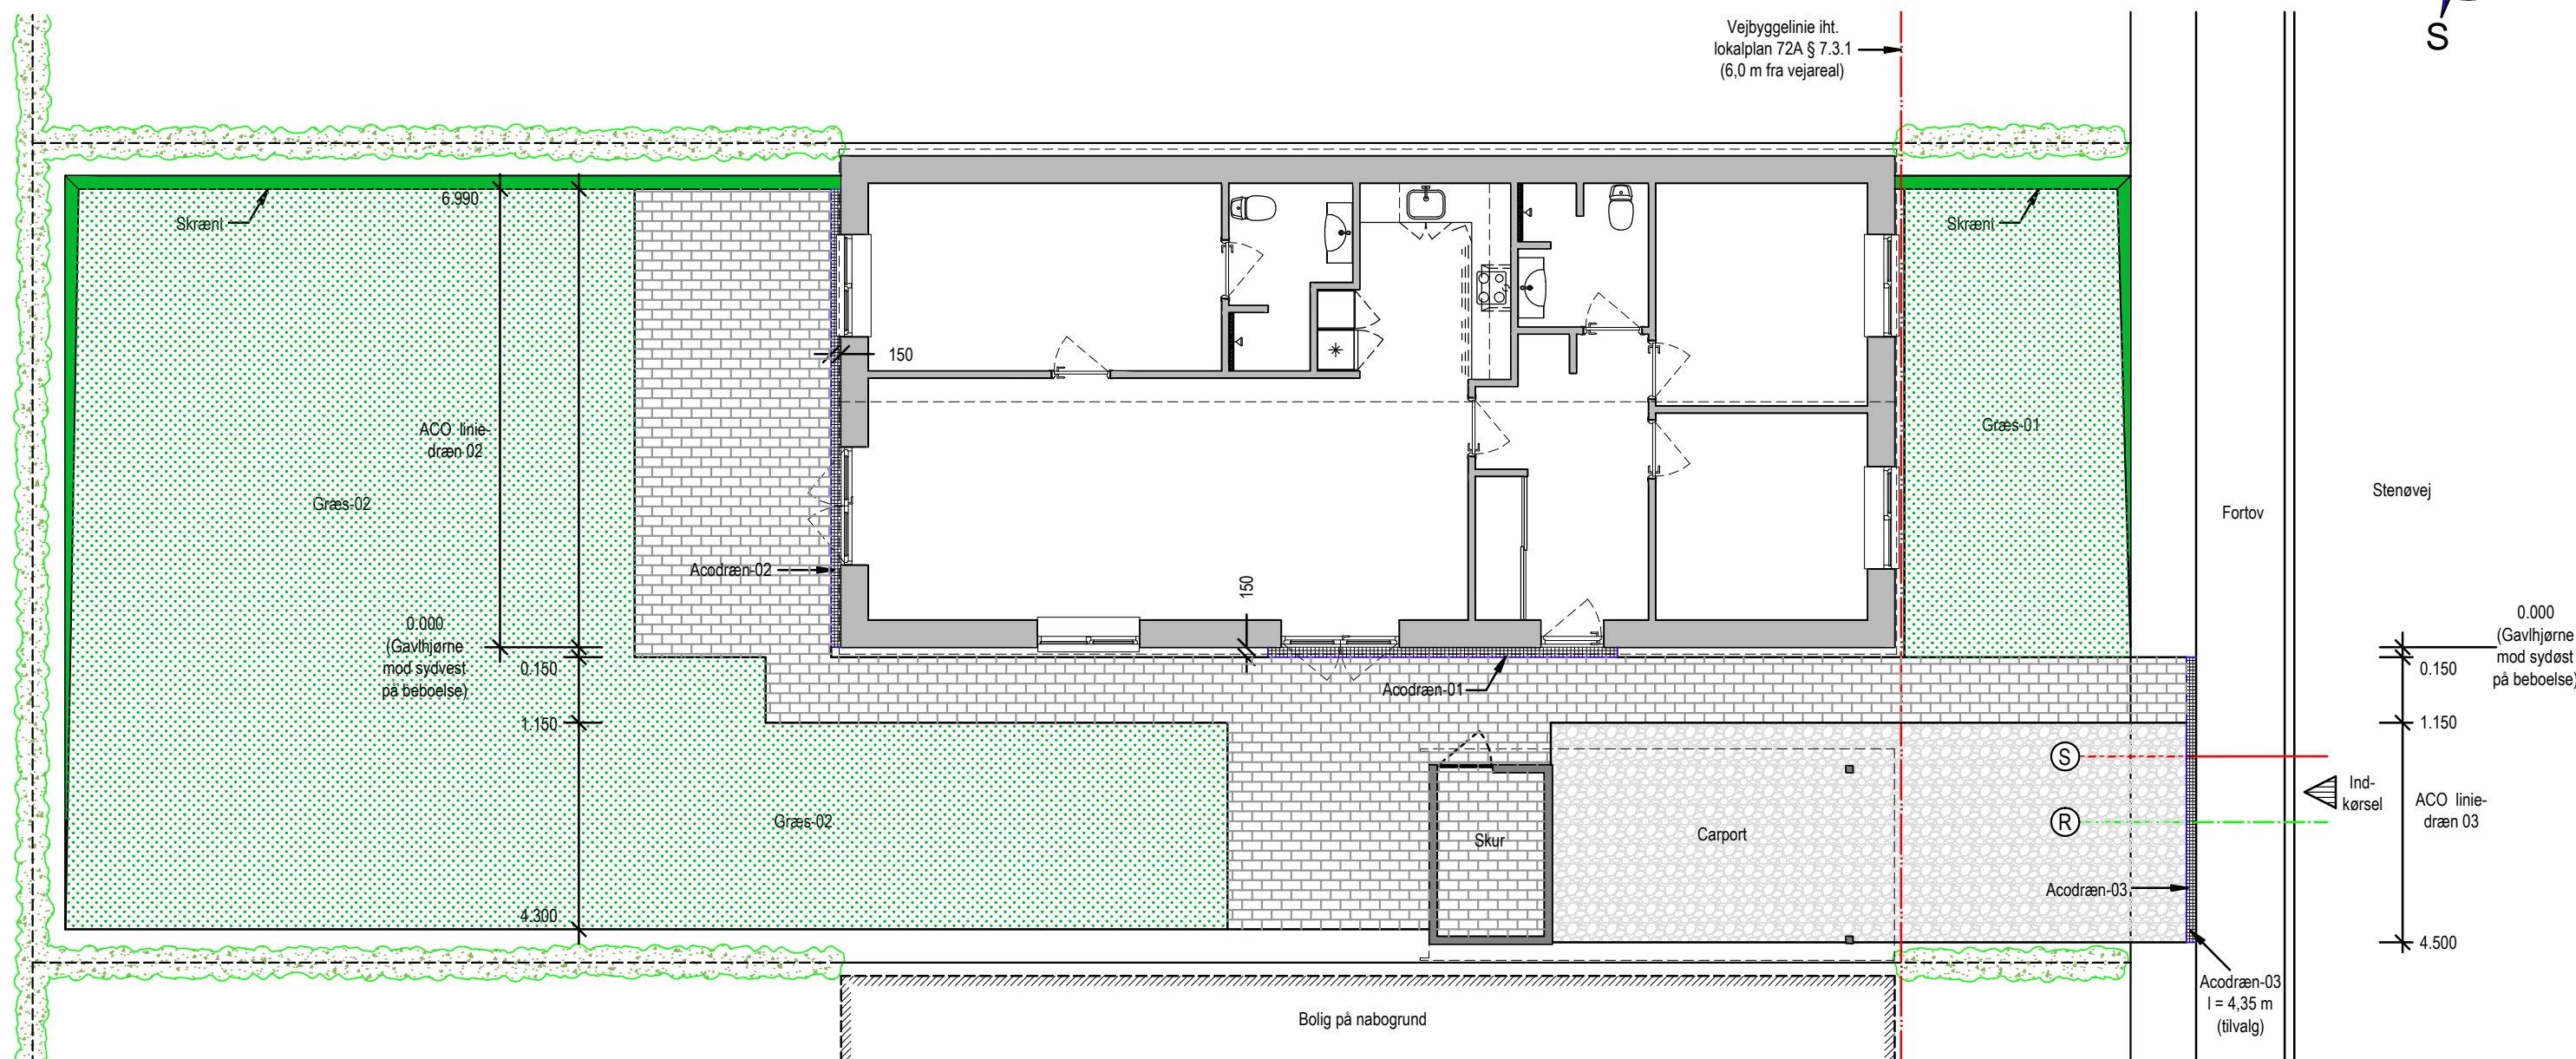 S
Vejbyggelinie iht.
lokalplan 72A § 7.3.1
(6,0 m fra vejareal)
6.990
Skrænt
Skrænt
150
ACO linie-
dræn 02
Græs-01
Græs-02
Stenøvej
Fortov
Acodræn-02
150
0.000
(Gavlhjørne
mod sydvest
på beboelse)
0.150
1.150
Acodræn-01
0.000
(Gavlhjørne
mod sydøst
på beboelse)
0.150
1.150
S
Ind-
kørsel
ACO linie-
dræn 03
R
Græs-02
Skur
Carport
Acodræn-03
4.300
4.500
Acodræn-03
l = 4,35 m
(tilvalg)
Bolig på nabogrund